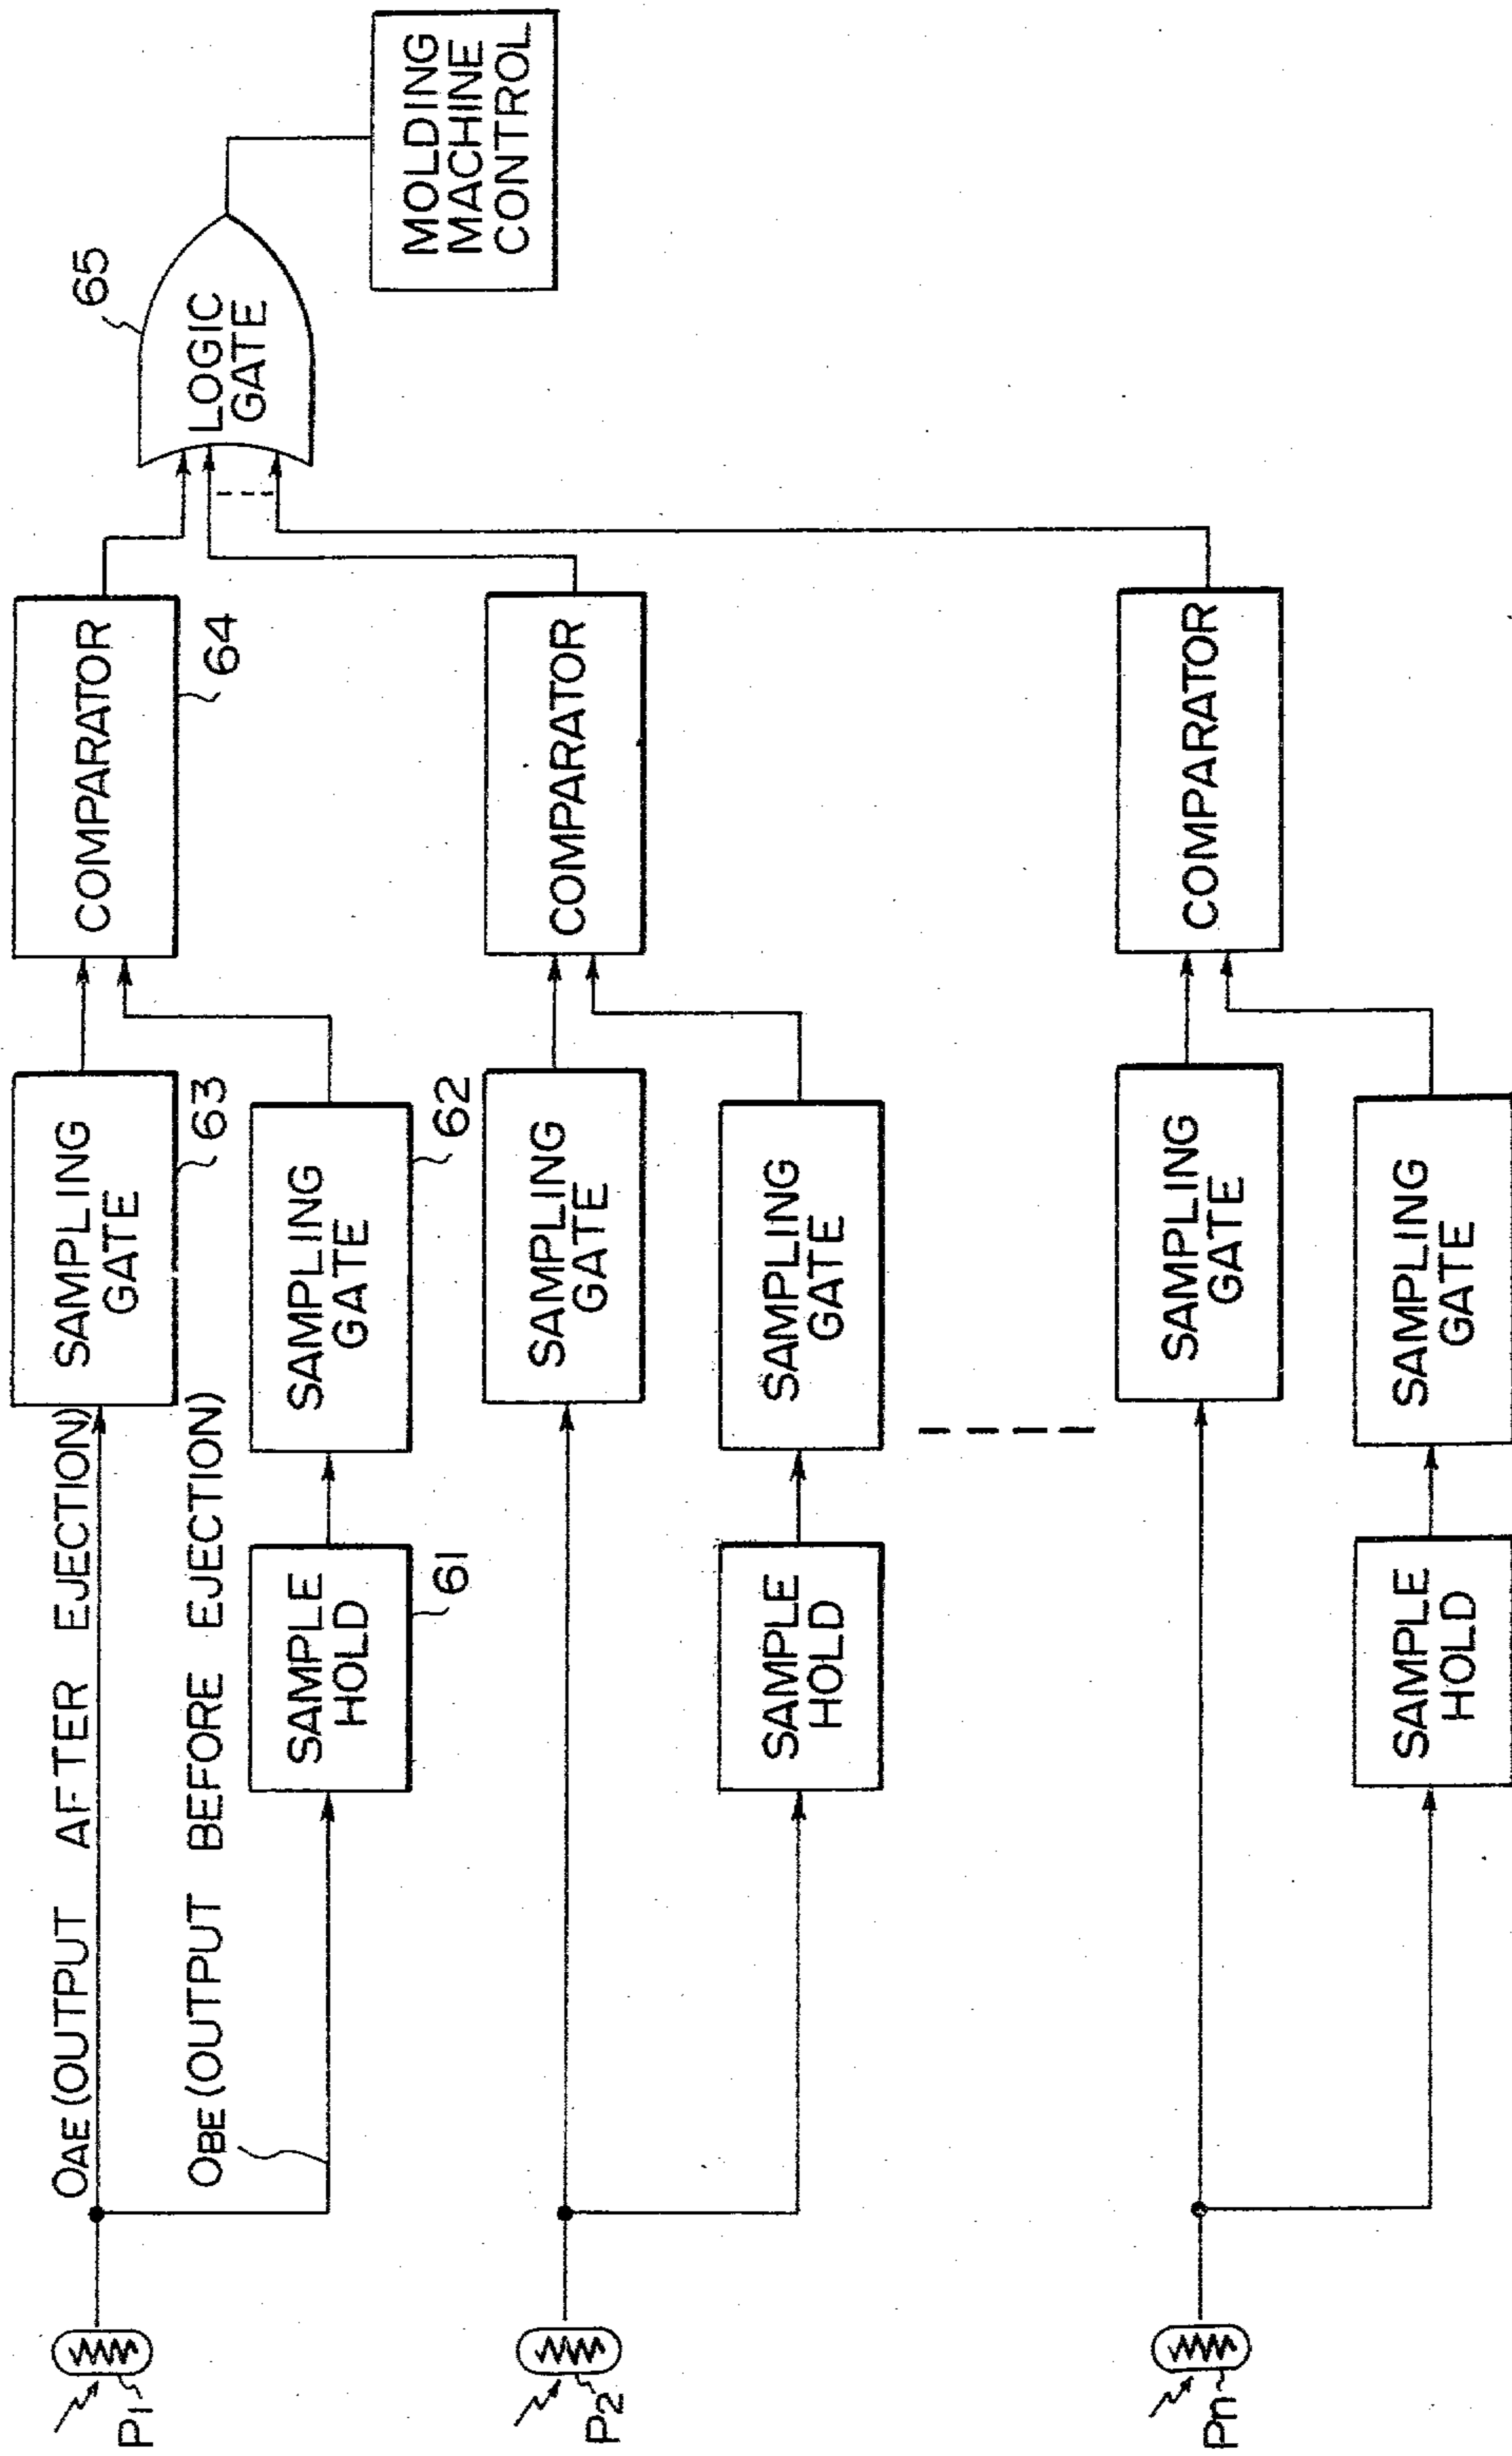 P1
OAE (OUTPUT AFTER EJECTION)
OBE (OUTPUT BEFORE EJECTION)
SAMPLING
GATE
63
SAMPLE
HOLD
61
SAMPLING
GATE
62
COMPARATOR
64
LOGIC
GATE
65
MOLDING
MACHINE
CONTROL
P2
SAMPLING
GATE
SAMPLE
HOLD
SAMPLING
GATE
COMPARATOR
Pn
SAMPLING
GATE
SAMPLE
HOLD
SAMPLING
GATE
COMPARATOR